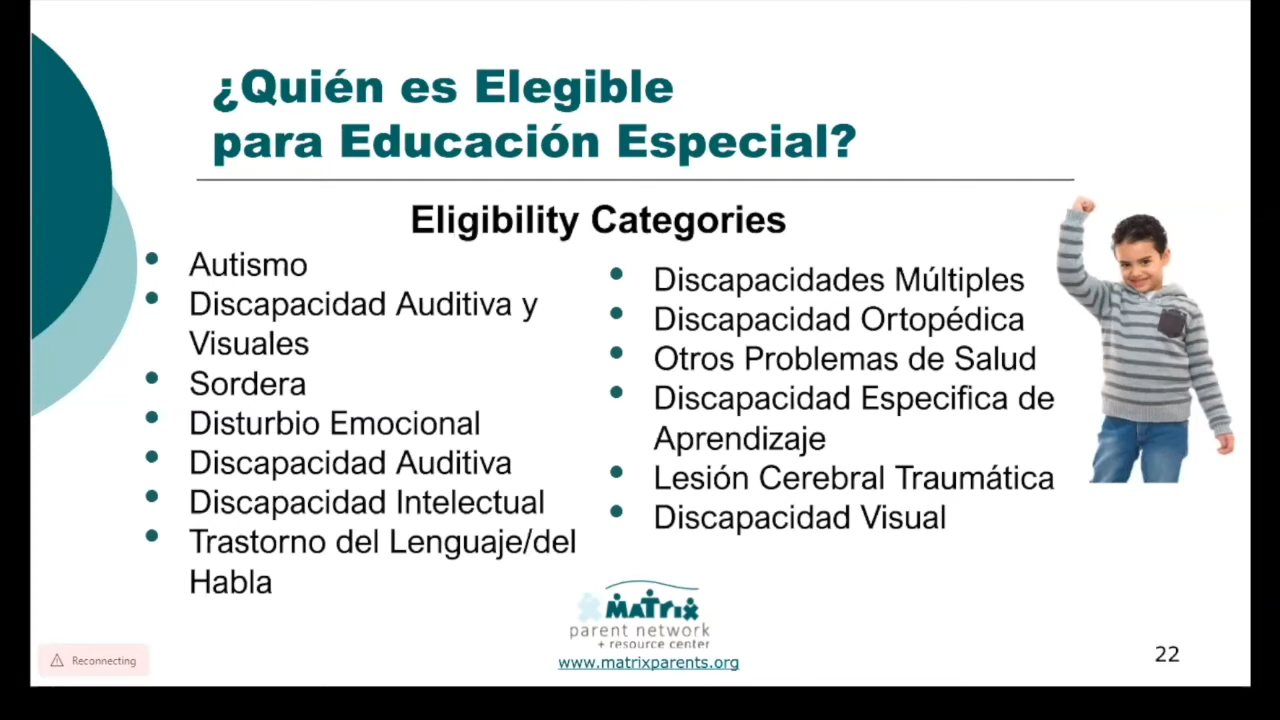 ¿Quién es Elegible
para Educación Especial?
Eligibility Categories
Autismo
Discapacidad Auditiva y
Visuales
Sordera
Disturbio Emocional
Discapacidad Auditiva
Discapacidad Intelectual
Trastorno del Lenguaje/del
Habla
Discapacidades Múltiples
Discapacidad Ortopédica
Otros Problemas de Salud
Discapacidad Especifica de
Aprendizaje
Lesión Cerebral Traumática
Discapacidad Visual
MATRIX
parent network
+ resource center
www.matrixparents.org
Reconnecting
22